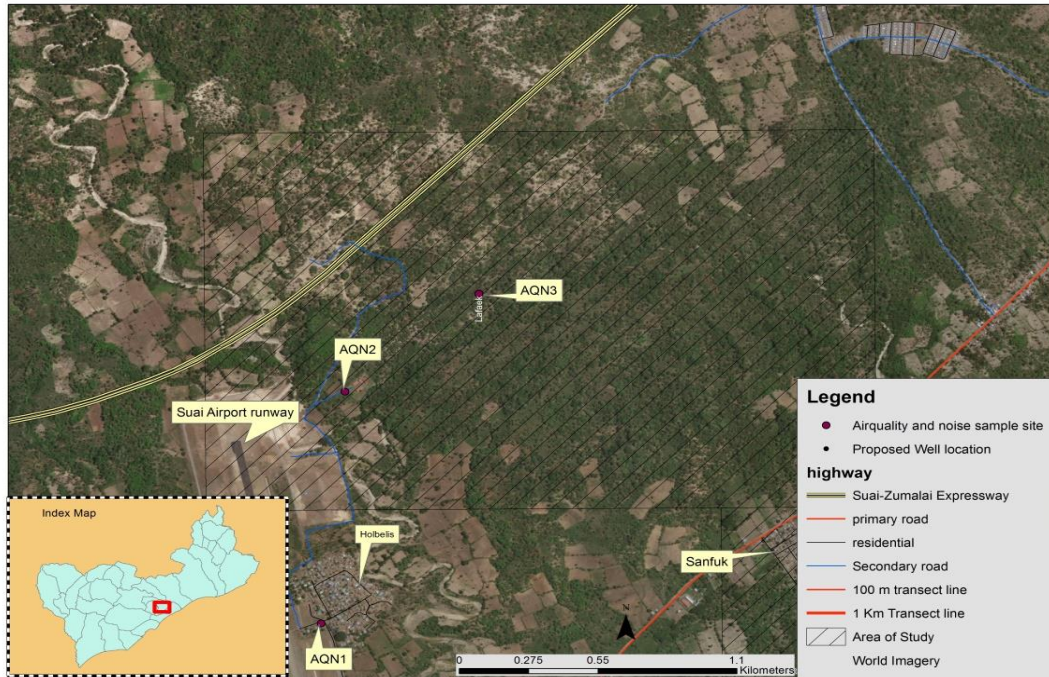 AQN3
Lafaek
AQN2
Suai Airport runway
Index Map
Holbelis
AQN1
Sanfuk
N
0 0.275 0.55 1.1
Kilometers
Legend
Airquality and noise sample site
Proposed Well location
highway
Suai-Zumalai Expressway
primary road
residential
Secondary road
100 m transect line
1 Km Transect line
Area of Study
World Imagery